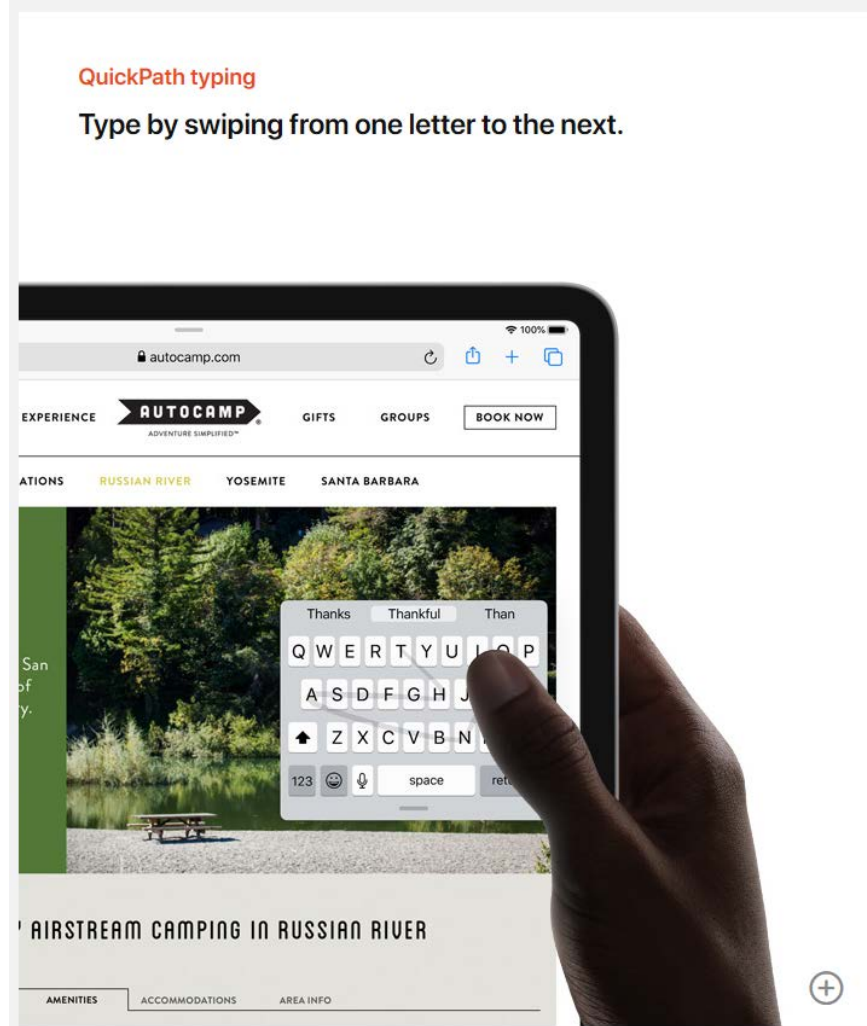 QuickPath typing
Type by swiping from one letter to the next.
100%
autocamp.com
EXPERIENCE
AUTOCAMP
ADVENTURE SIMPLIFIED™
GIFTS
GROUPS
BOOK NOW
ATIONS
RUSSIAN RIVER
YOSEMITE
SANTA BARBARA
San
of
y.
Thanks Thankful Than
Q W E R T Y U I O P
A S D F G H J
Z X C V B N
123 space ret
AIRSTREAM CAMPING IN RUSSIAN RIVER
AMENITIES
ACCOMMODATIONS
AREA INFO